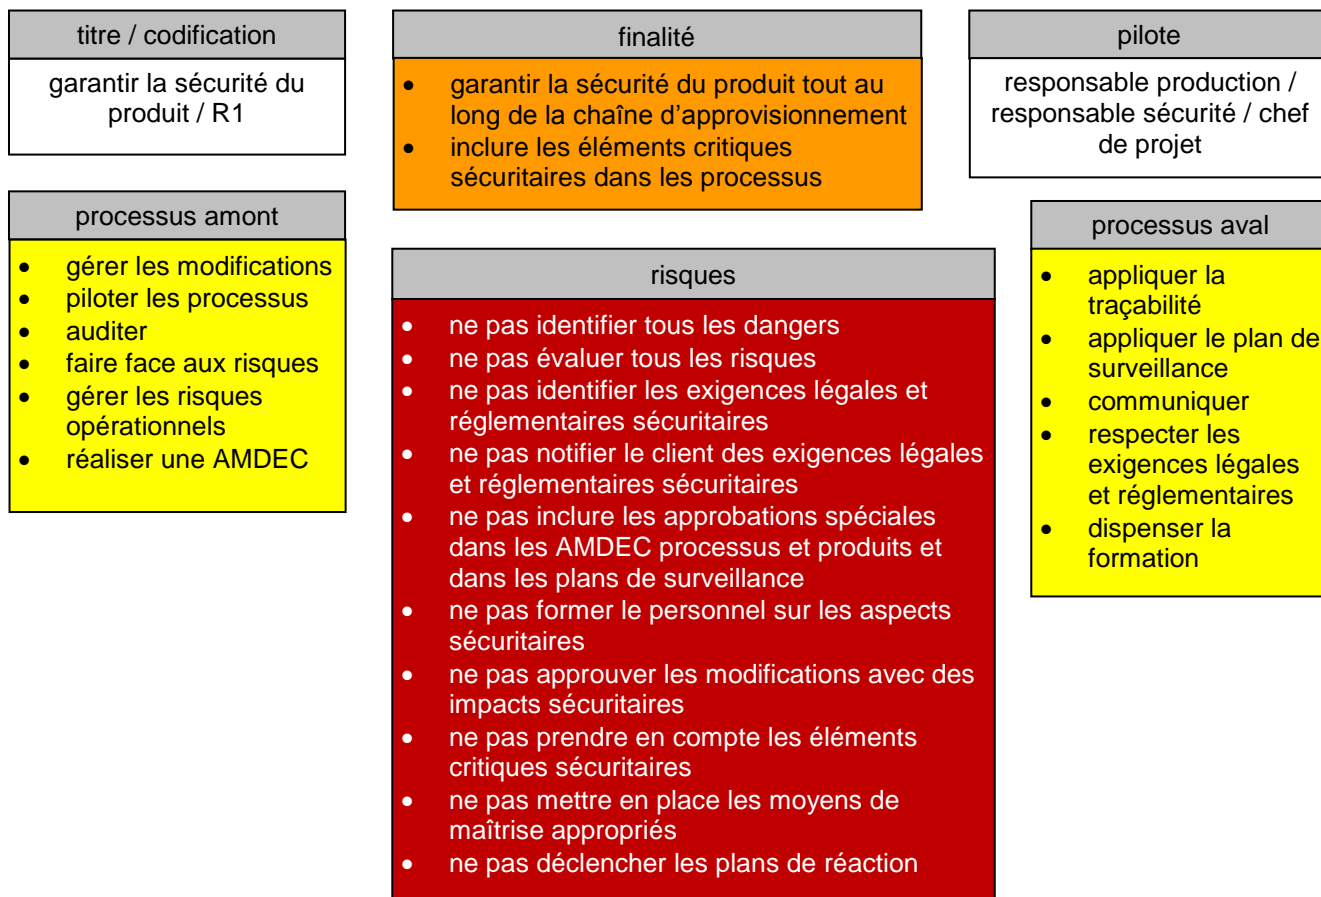 titre / codification
garantir la sécurité du
produit / R1
finalité
• garantir la sécurité du produit tout au
long de la chaîne d'approvisionnement
• inclure les éléments critiques
sécuritaires dans les processus
pilote
responsable production /
responsable sécurité / chef
de projet
processus amont
• gérer les modifications
• piloter les processus
• auditer
• faire face aux risques
• gérer les risques
opérationnels
• réaliser une AMDEC
risques
• ne pas identifier tous les dangers
• ne pas évaluer tous les risques
• ne pas identifier les exigences légales et
réglementaires sécuritaires
• ne pas notifier le client des exigences légales
et réglementaires sécuritaires
• ne pas inclure les approbations spéciales
dans les AMDEC processus et produits et
dans les plans de surveillance
• ne pas former le personnel sur les aspects
sécuritaires
• ne pas approuver les modifications avec des
impacts sécuritaires
• ne pas prendre en compte les éléments
critiques sécuritaires
• ne pas mettre en place les moyens de
maîtrise appropriés
• ne pas déclencher les plans de réaction
processus aval
• appliquer la
traçabilité
• appliquer le plan de
surveillance
• communiquer
• respecter les
exigences légales
et réglementaires
• dispenser la
formation